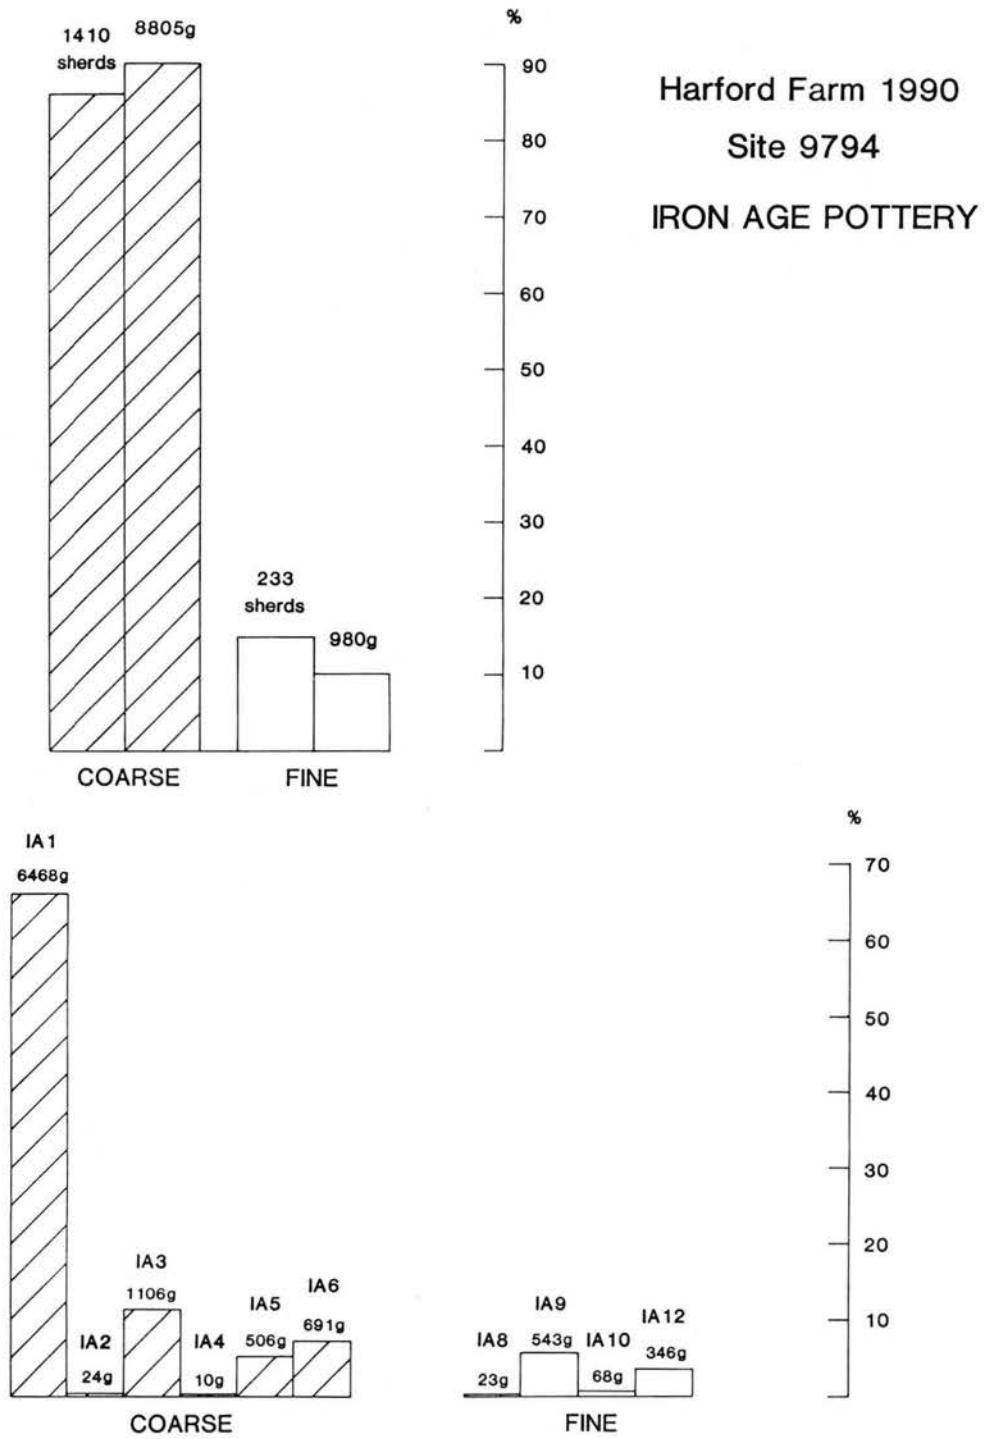 1410
sherds
8805g
%
90
80
70
60
50
40
30
20
10
Harford Farm 1990
Site 9794
IRON AGE POTTERY
233
sherds
980g
COARSE
FINE
IA1
6468g
IA2
24g
IA3
1106g
IA4
10g
IA5
506g
IA6
691g
IA8
23g
IA9
543g
IA10
68g
IA12
346g
%
70
60
50
40
30
20
10
COARSE
FINE